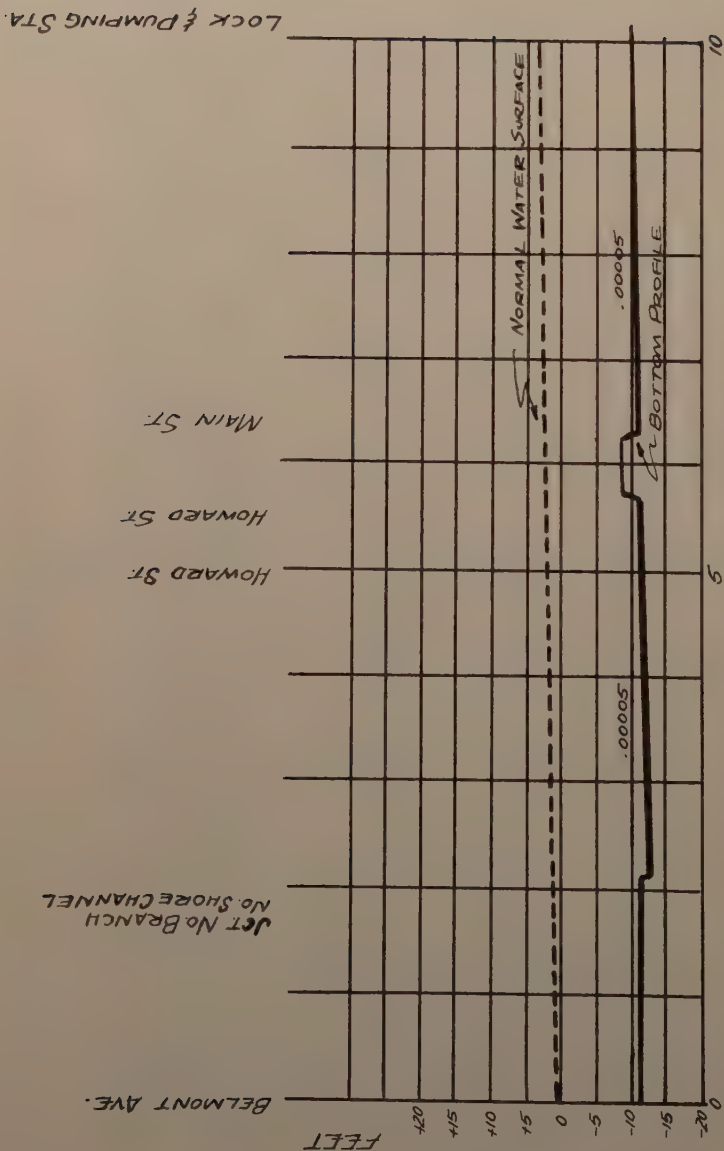 LOCK & PUMPING STA.
MAIN ST.
HOWARD ST.
HOWARD ST.
JCT NO. BRANCH
NO. SHORE CHANNEL
BELMONT AVE.
FEET
+20
+15
+10
+5
0
-5
-10
-15
-20
NORMAL WATER SURFACE
.00005
BOTTOM PROFILE
.00005
10
5
0